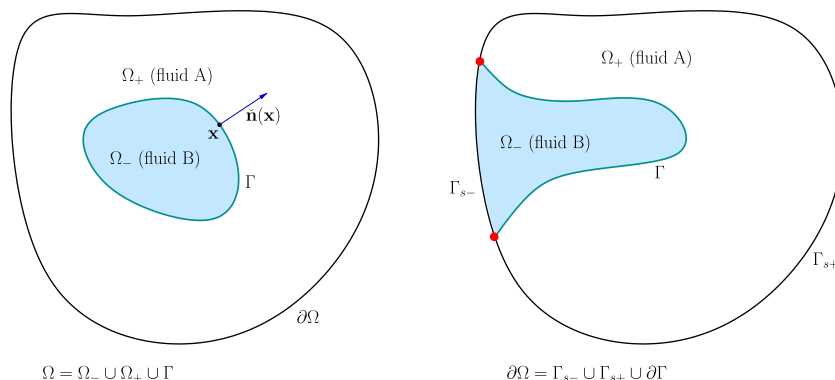 Ω₊ (fluid A)
ň(x)
x
Ω₋ (fluid B)
Γ
∂Ω
Ω = Ω₋ ∪ Ω₊ ∪ Γ
Ω₊ (fluid A)
Ω₋ (fluid B)
Γ
Γₛ₋
Γₛ₊
∂Ω = Γₛ₋ ∪ Γₛ₊ ∪ ∂Γ